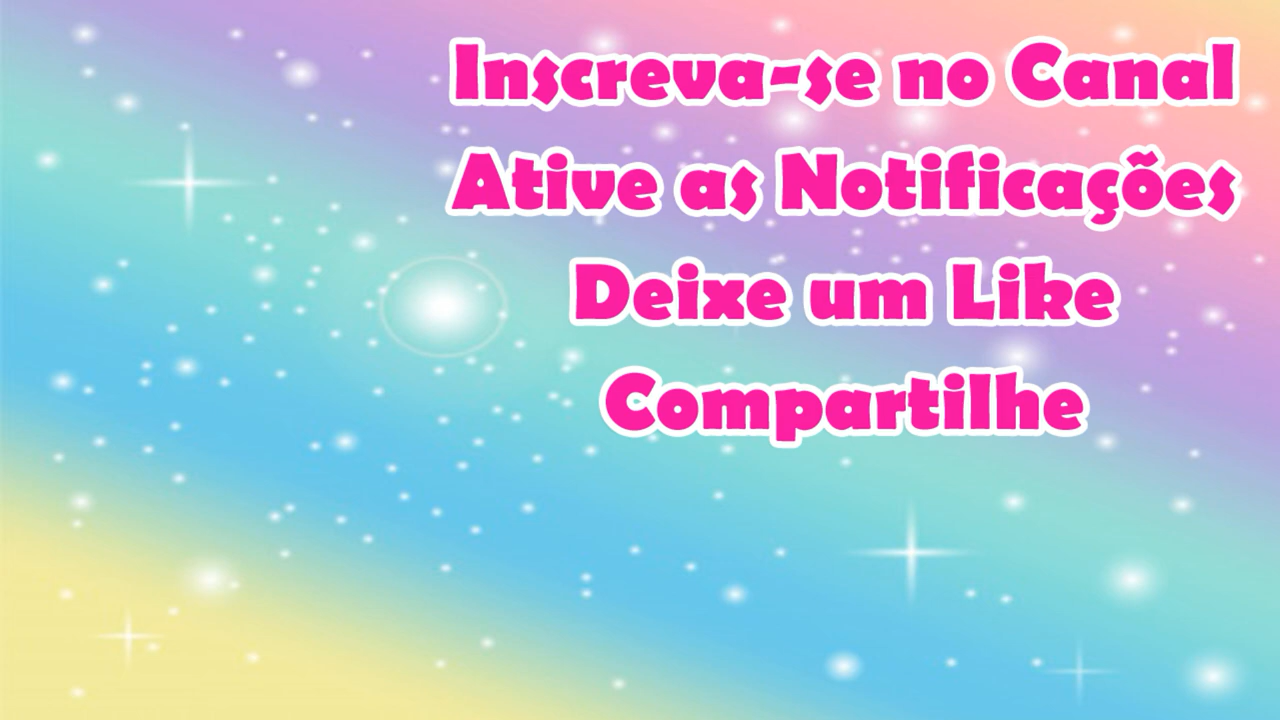 Inscreva-se no Canal
Ative as Notificações
Deixe um Like
Compartilhe